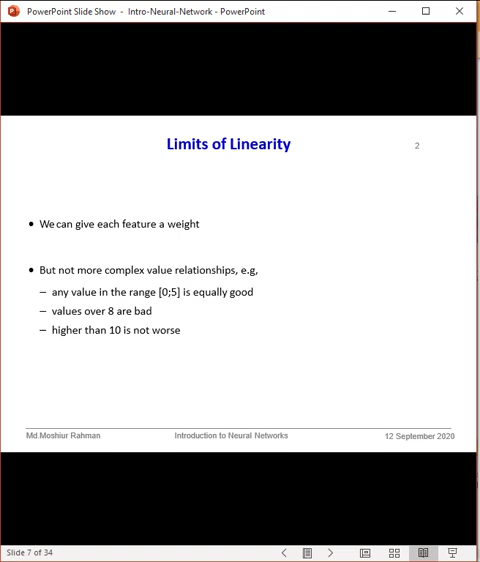 PowerPoint Slide Show - Intro-Neural-Network - PowerPoint
Limits of Linearity
2
• We can give each feature a weight
• But not more complex value relationships, e.g,
– any value in the range [0;5] is equally good
– values over 8 are bad
– higher than 10 is not worse
Md.Moshiur Rahman Introduction to Neural Networks 12 September 2020
Slide 7 of 34